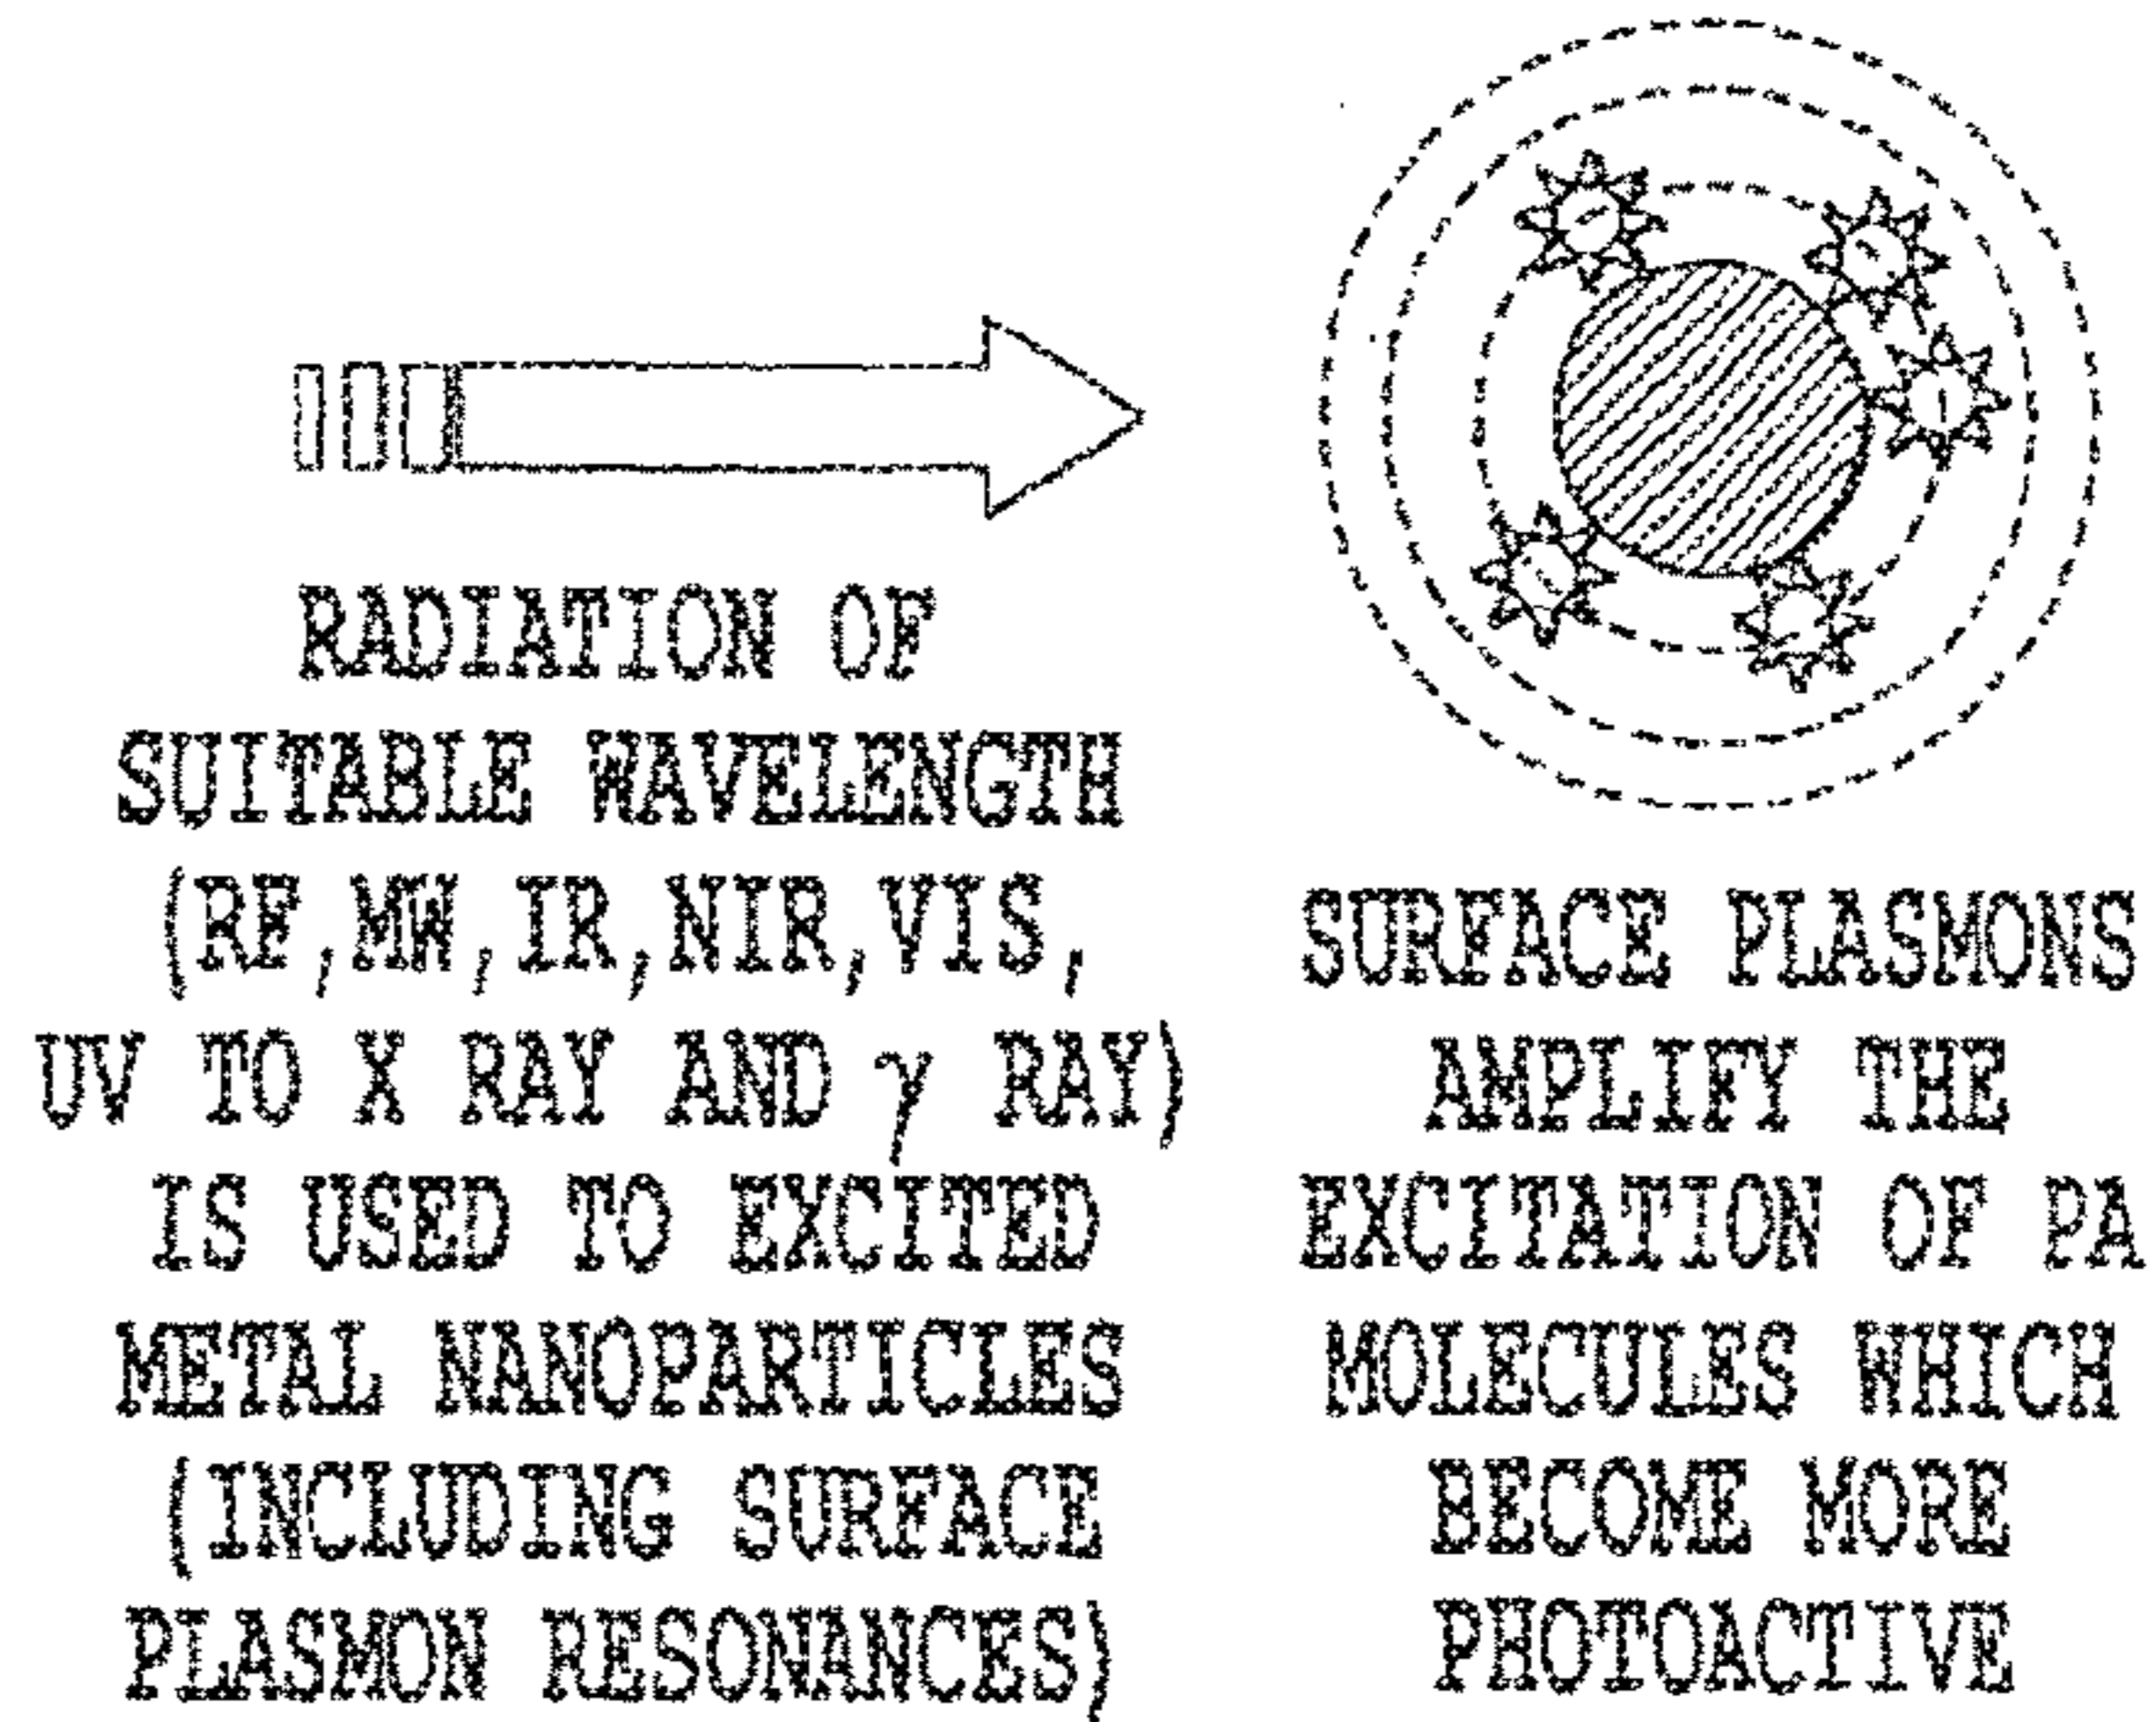 RADIATION OF
SUITABLE WAVELENGTH
(RF,MW,IR,NIR,VIS,
UV TO X RAY AND γ RAY)
IS USED TO EXCITED
METAL NANOPARTICLES
(INCLUDING SURFACE
PLASMON RESONANCES)
SURFACE PLASMONS
AMPLIFY THE
EXCITATION OF PA
MOLECULES WHICH
BECOME MORE
PHOTOACTIVE